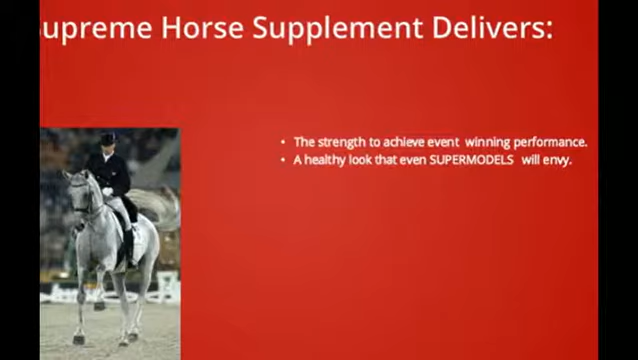 upreme Horse Supplement Delivers:
• The strength to achieve event winning performance.
• A healthy look that even SUPERMODELS will envy.